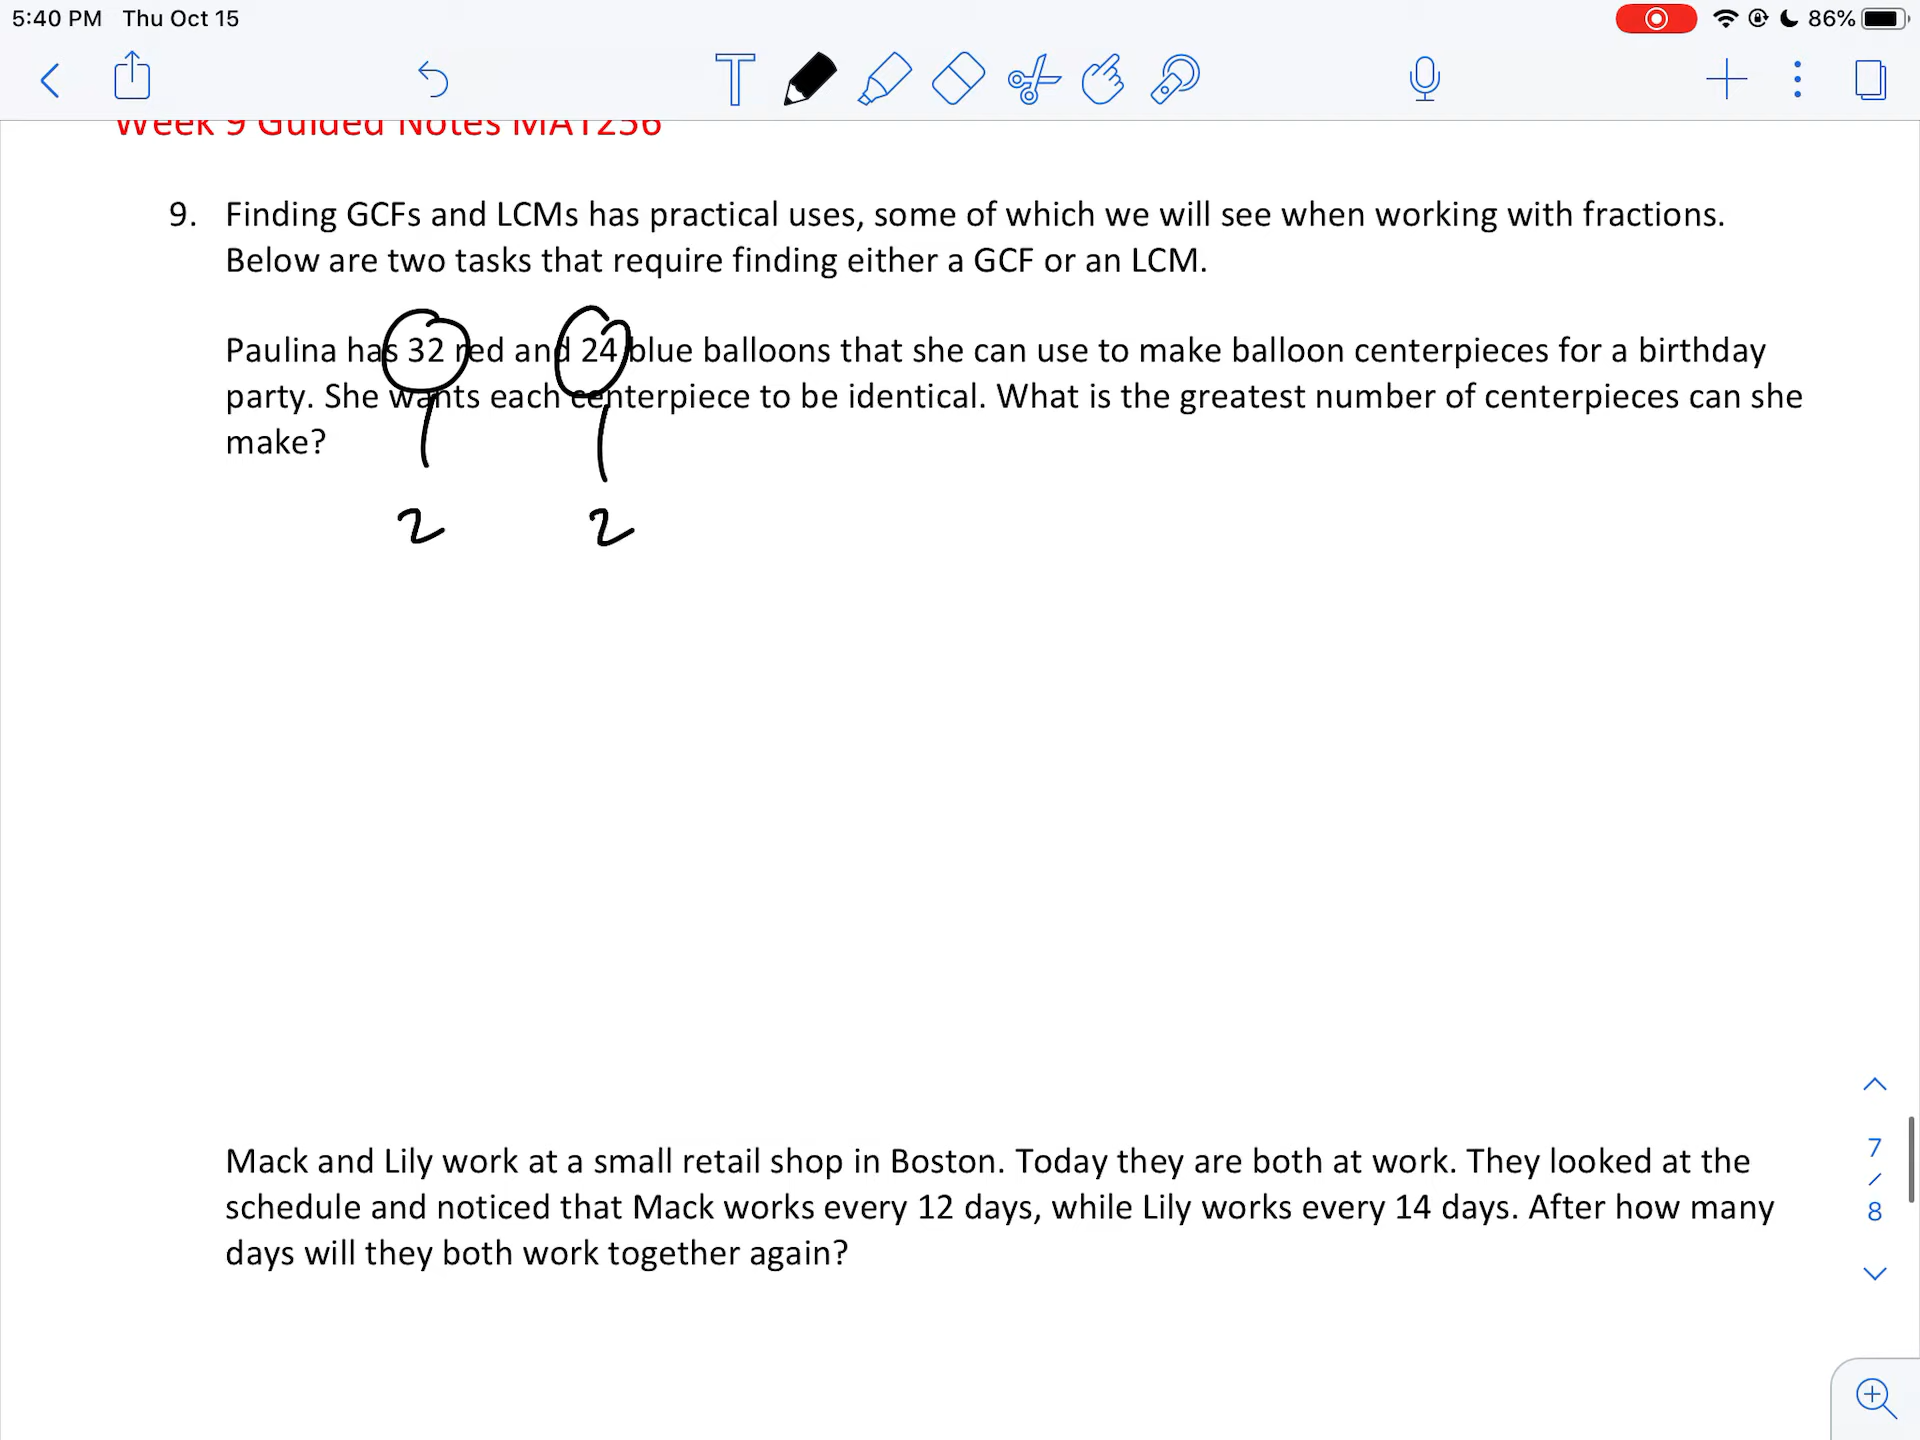 5:40 PM Thu Oct 15
86%
T
Week 9 Guided Notes MAT256
9. Finding GCFs and LCMs has practical uses, some of which we will see when working with fractions.
Below are two tasks that require finding either a GCF or an LCM.
Paulina has 32 red and 24 blue balloons that she can use to make balloon centerpieces for a birthday
party. She wants each centerpiece to be identical. What is the greatest number of centerpieces can she
make?
2 2
Mack and Lily work at a small retail shop in Boston. Today they are both at work. They looked at the
schedule and noticed that Mack works every 12 days, while Lily works every 14 days. After how many
days will they both work together again?
7
/
8